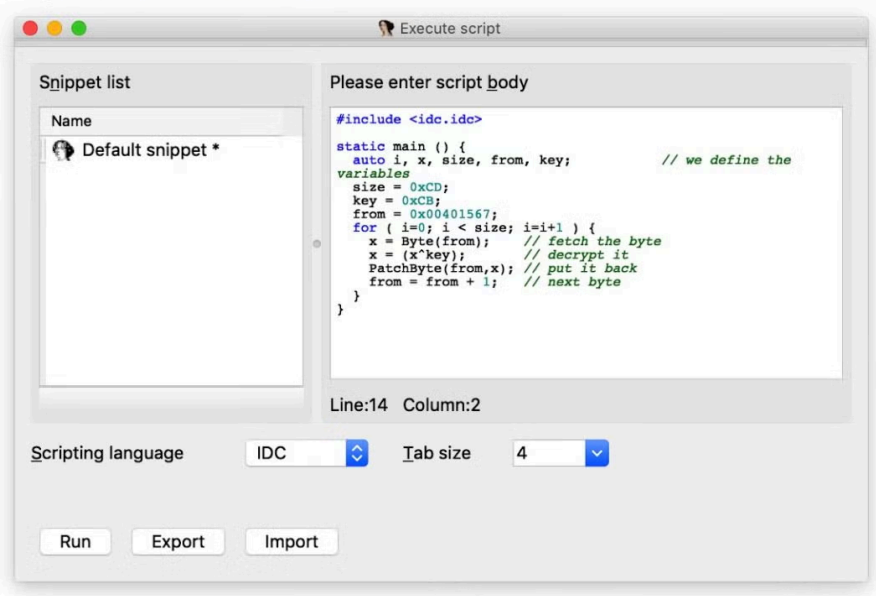 Execute script
Snippet list
Name
Default snippet *
Please enter script body
#include <idc.idc>
static main () {
auto i, x, size, from, key; // we define the
variables
size = 0xCD;
key = 0xCB;
from = 0x00401567;
for ( i=0; i < size; i=i+1 ) {
x = Byte(from); // fetch the byte
x = (x^key); // decrypt it
PatchByte(from,x); // put it back
from = from + 1; // next byte
}
}
Line:14 Column:2
Scripting language IDC Tab size 4
Run Export Import